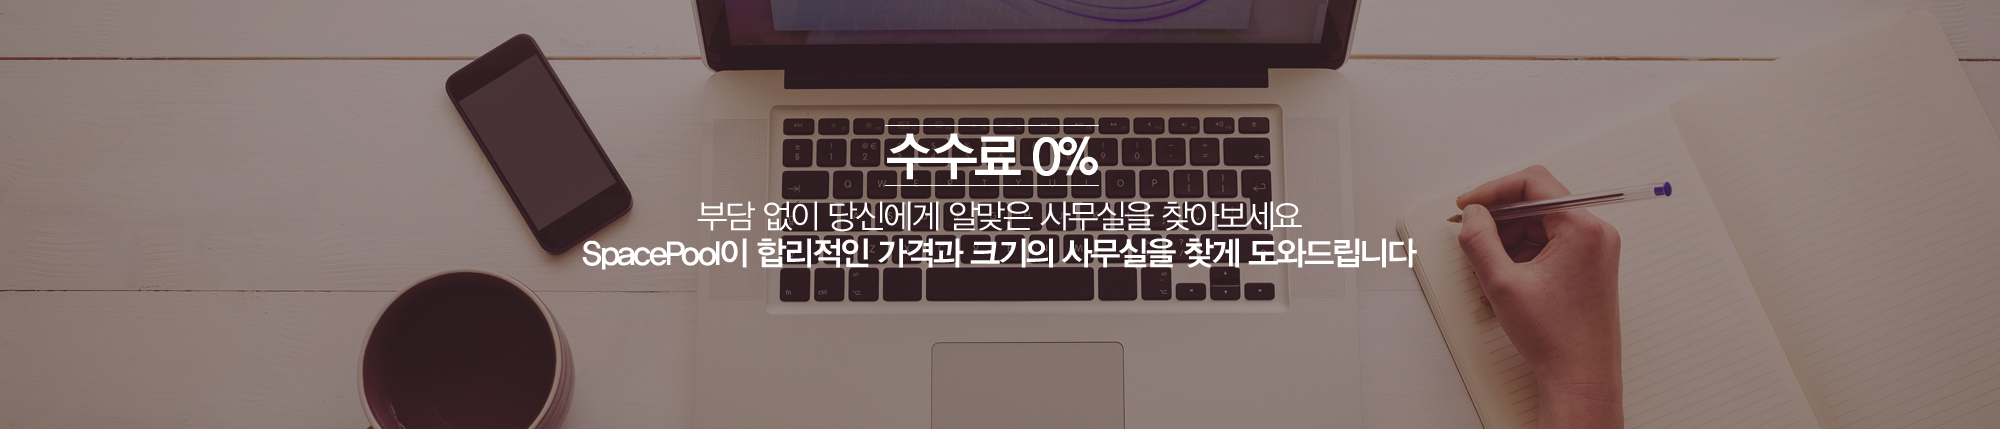 수수료 0%
부담 없이 당신에게 알맞은 사무실을 찾아보세요
SpacePool이 합리적인 가격과 크기의 사무실을 찾게 도와드립니다